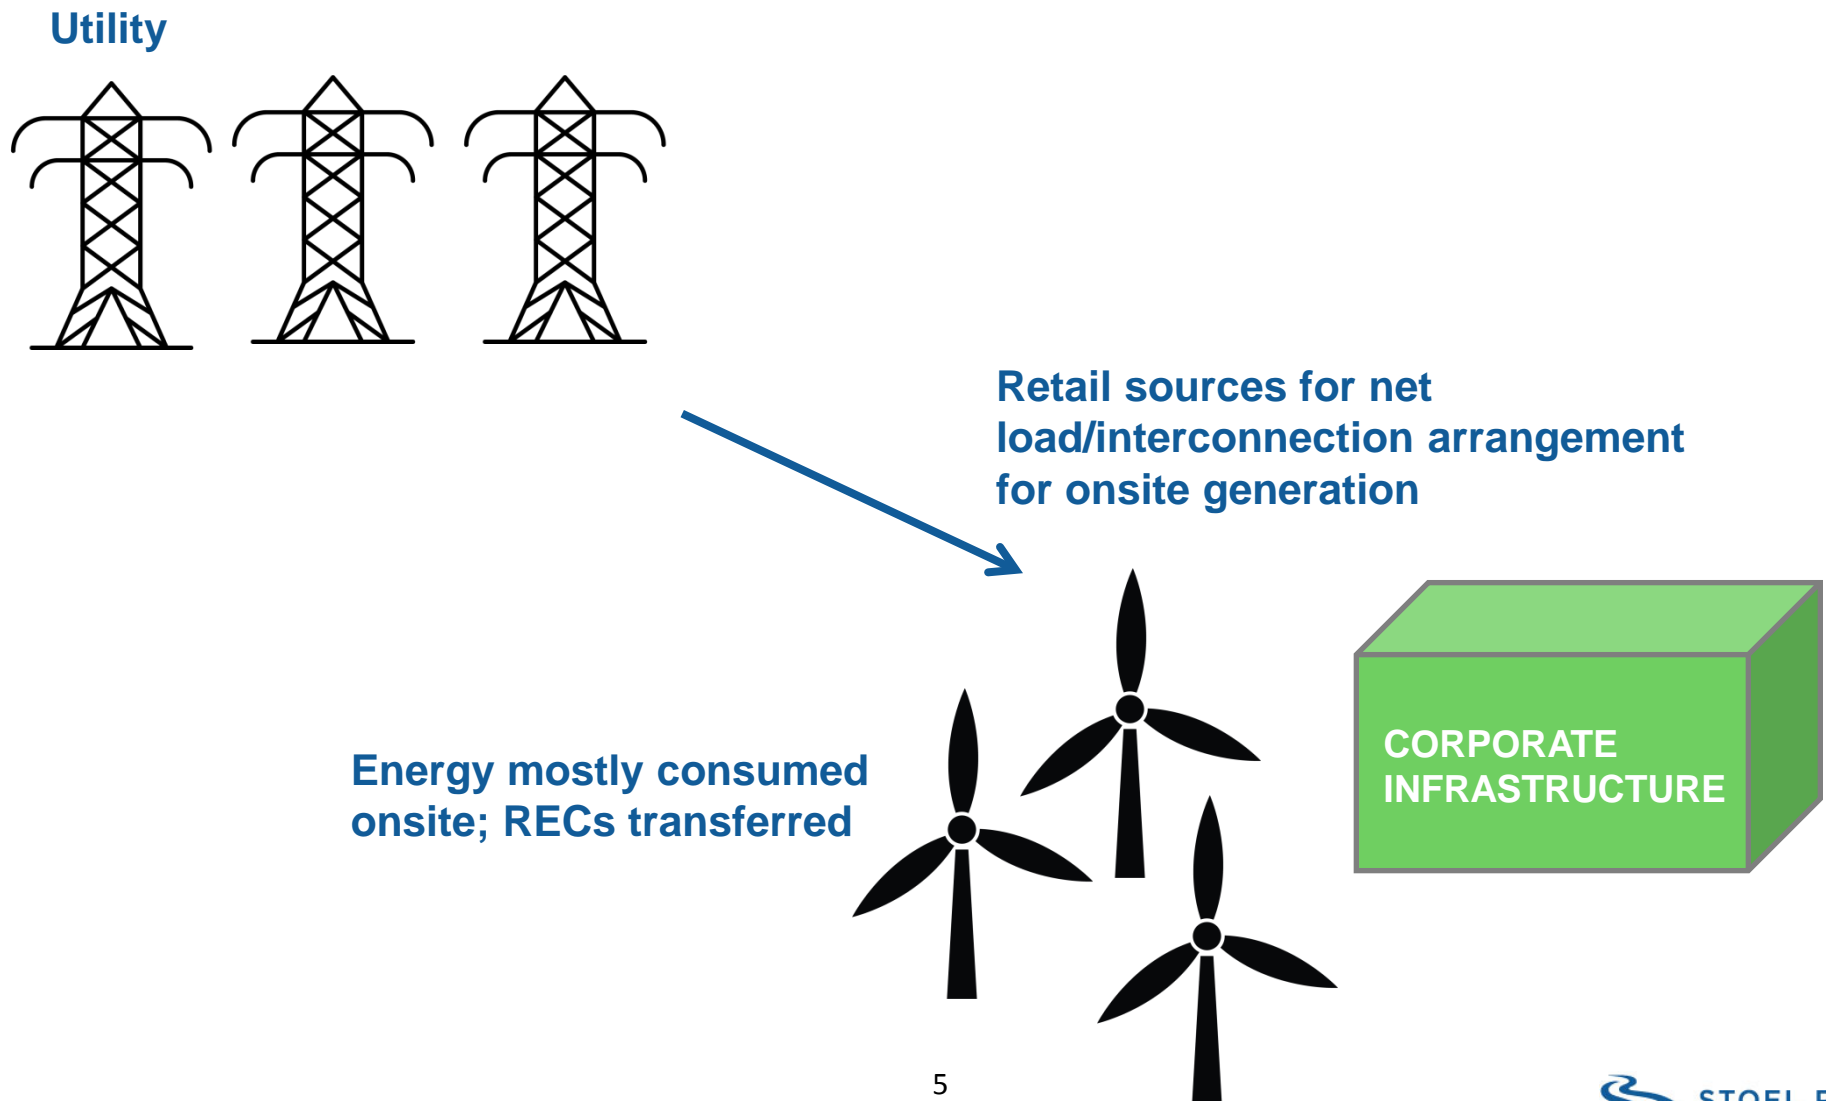 Utility
Retail sources for net
load/interconnection arrangement
for onsite generation
CORPORATE
INFRASTRUCTURE
Energy mostly consumed
onsite; RECs transferred
5
STOEL